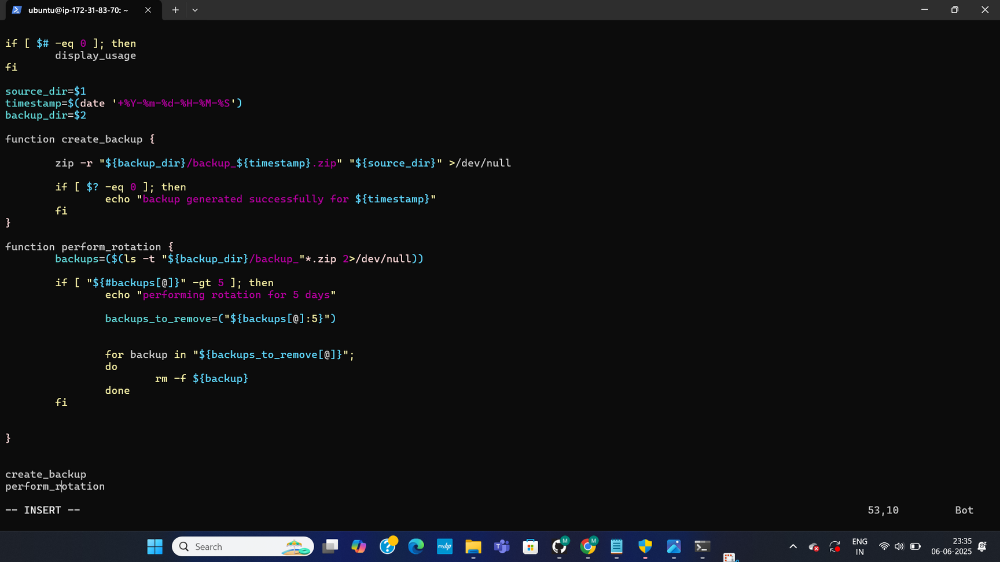 ubuntu@ip-172-31-83-70: ~
if [ $# -eq 0 ]; then
        display_usage
fi
source_dir=$1
timestamp=$(date '+%Y-%m-%d-%H-%M-%S')
backup_dir=$2
function create_backup {
        zip -r "${backup_dir}/backup_${timestamp}.zip" "${source_dir}" >/dev/null
        if [ $? -eq 0 ]; then
                echo "backup generated successfully for ${timestamp}"
        fi
}
function perform_rotation {
        backups=($(ls -t "${backup_dir}/backup_"*.zip 2>/dev/null))
        if [ "${#backups[@]}" -gt 5 ]; then
                echo "performing rotation for 5 days"
                backups_to_remove=("${backups[@]:5}")
                for backup in "${backups_to_remove[@]}";
                do
                        rm -f ${backup}
                done
        fi
}
create_backup
perform_rotation
-- INSERT -- 53,10 Bot
Search
myhp
M
M
ENG
IN
23:35
06-06-2025